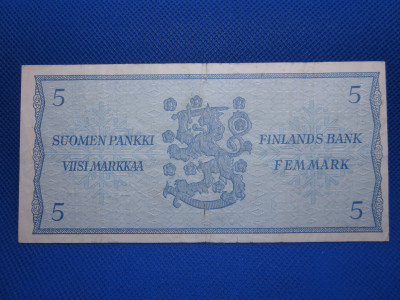 5 5
SUOMEN PANKKI FINLANDS BANK
VIISI MARKKAA FEM MARK
5 5